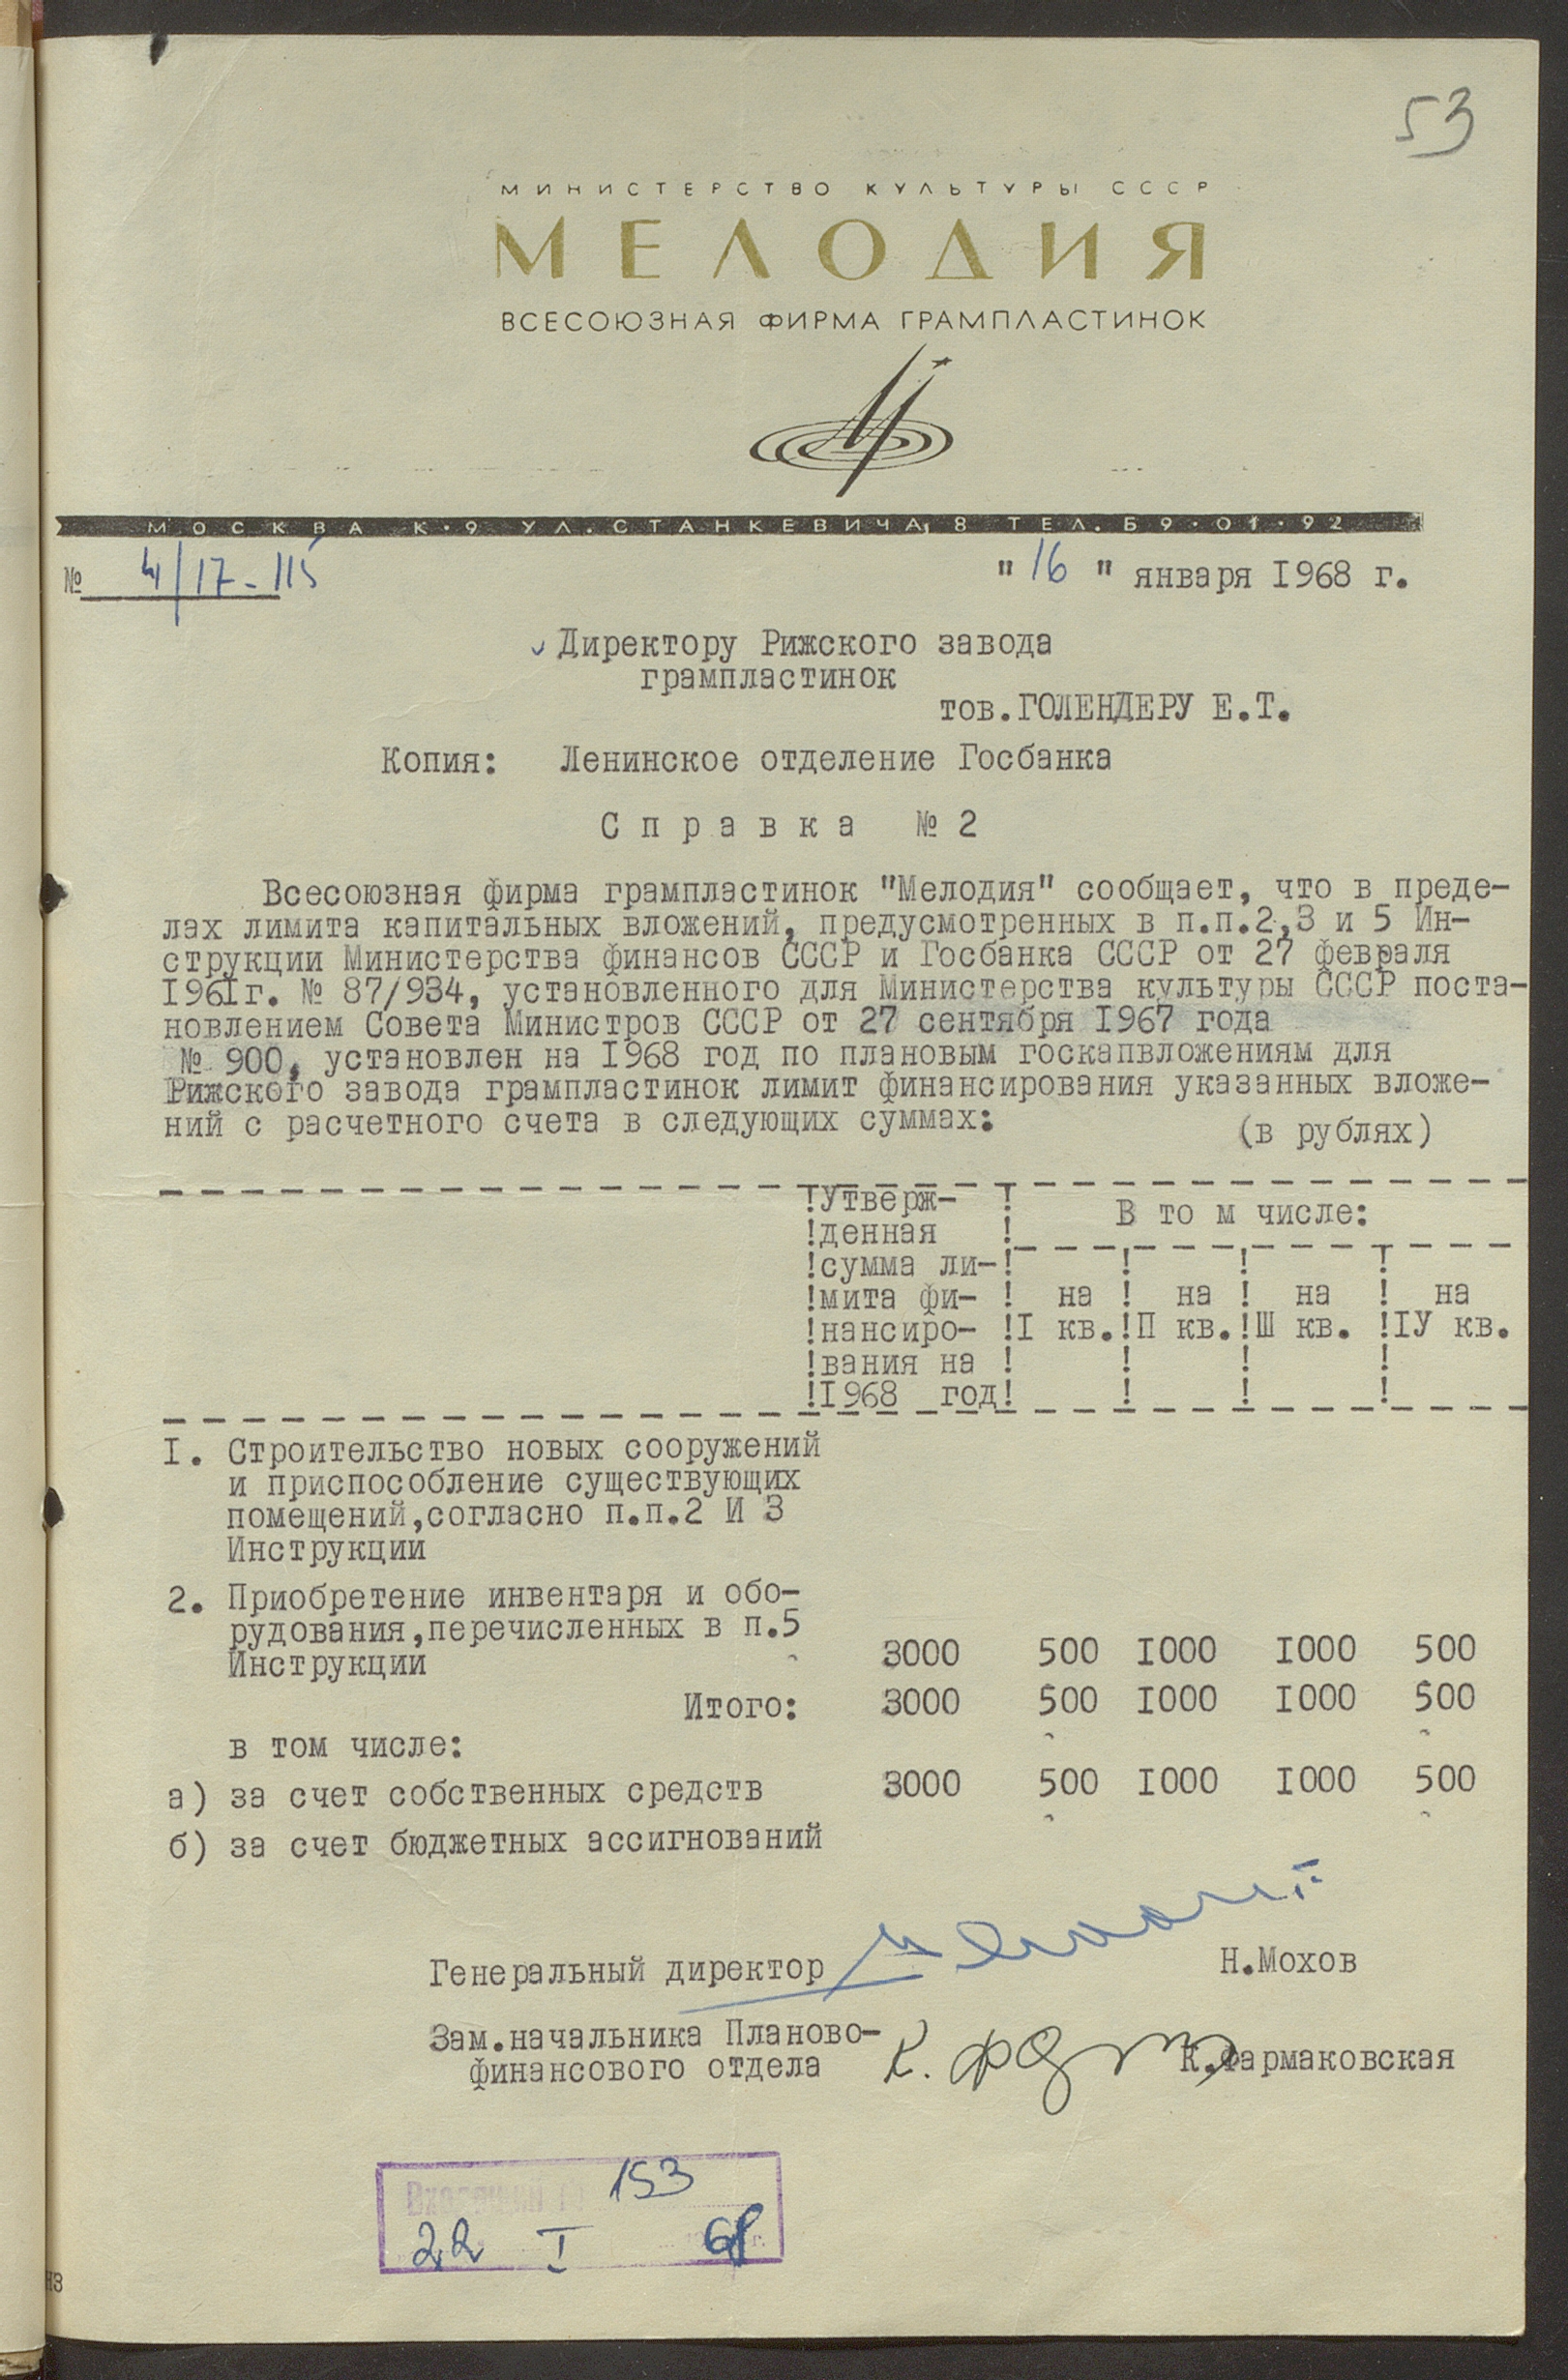 53
МИНИСТЕРСТВО КУЛЬТУРЫ СССР
МЕЛОДИЯ
ВСЕСОЮЗНАЯ ФИРМА ГРАМПЛАСТИНОК
МОСКВА К-9 УЛ. СТАНКЕВИЧА, 8 ТЕЛ. Б 9-01-92
№ 4/17-115
"16" января 1968 г.
Директору Рижского завода
грампластинок
тов.ГОЛЕНДЕРУ Е.Т.
Копия: Ленинское отделение Госбанка
Справка № 2
Всесоюзная фирма грампластинок "Мелодия" сообщает, что в преде-
лах лимита капитальных вложений, предусмотренных в п.п.2,3 и 5 Ин-
струкции Министерства финансов СССР и Госбанка СССР от 27 февраля
1961г. № 87/934, установленного для Министерства культуры СССР поста-
новлением Совета Министров СССР от 27 сентября 1967 года
№ 900, установлен на 1968 год по плановым госкапвложениям для
Рижского завода грампластинок лимит финансирования указанных вложе-
ний с расчетного счета в следующих суммах:
(в рублях)
!Утверж- !
В то м числе:
!денная !
!сумма ли-! ! ! !
!мита фи- ! на ! на ! на ! на
!нансиро- !I кв.!П кв.!Ш кв. !IУ кв.
!вания на ! ! ! !
!1968 год! ! ! !
I. Строительство новых сооружений
и приспособление существующих
помещений,согласно п.п.2 И 3
Инструкции
2. Приобретение инвентаря и обо-
рудования,перечисленных в п.5
Инструкции 3000 500 1000 1000 500
Итого: 3000 500 1000 1000 500
в том числе:
а) за счет собственных средств 3000 500 1000 1000 500
б) за счет бюджетных ассигнований
Генеральный директор Н.Мохов
Зам.начальника Планово-
финансового отдела К.Фармаковская
Входящий № 153
22 I 68 г.
НЗ